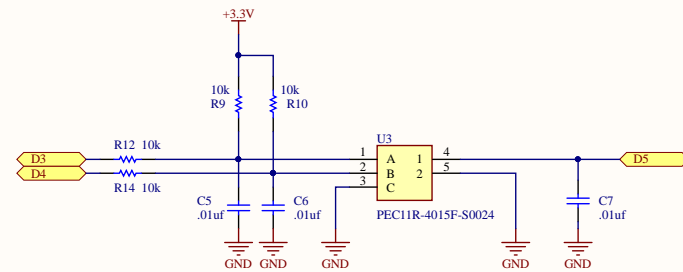 +3.3V
10k
R9
10k
R10
R12 10k
D3
D4
R14 10k
U3
1
2
3
A
B
C
1
2
4
5
D5
PEC11R-4015F-S0024
C5
.01uf
C6
.01uf
C7
.01uf
GND
GND
GND
GND
GND